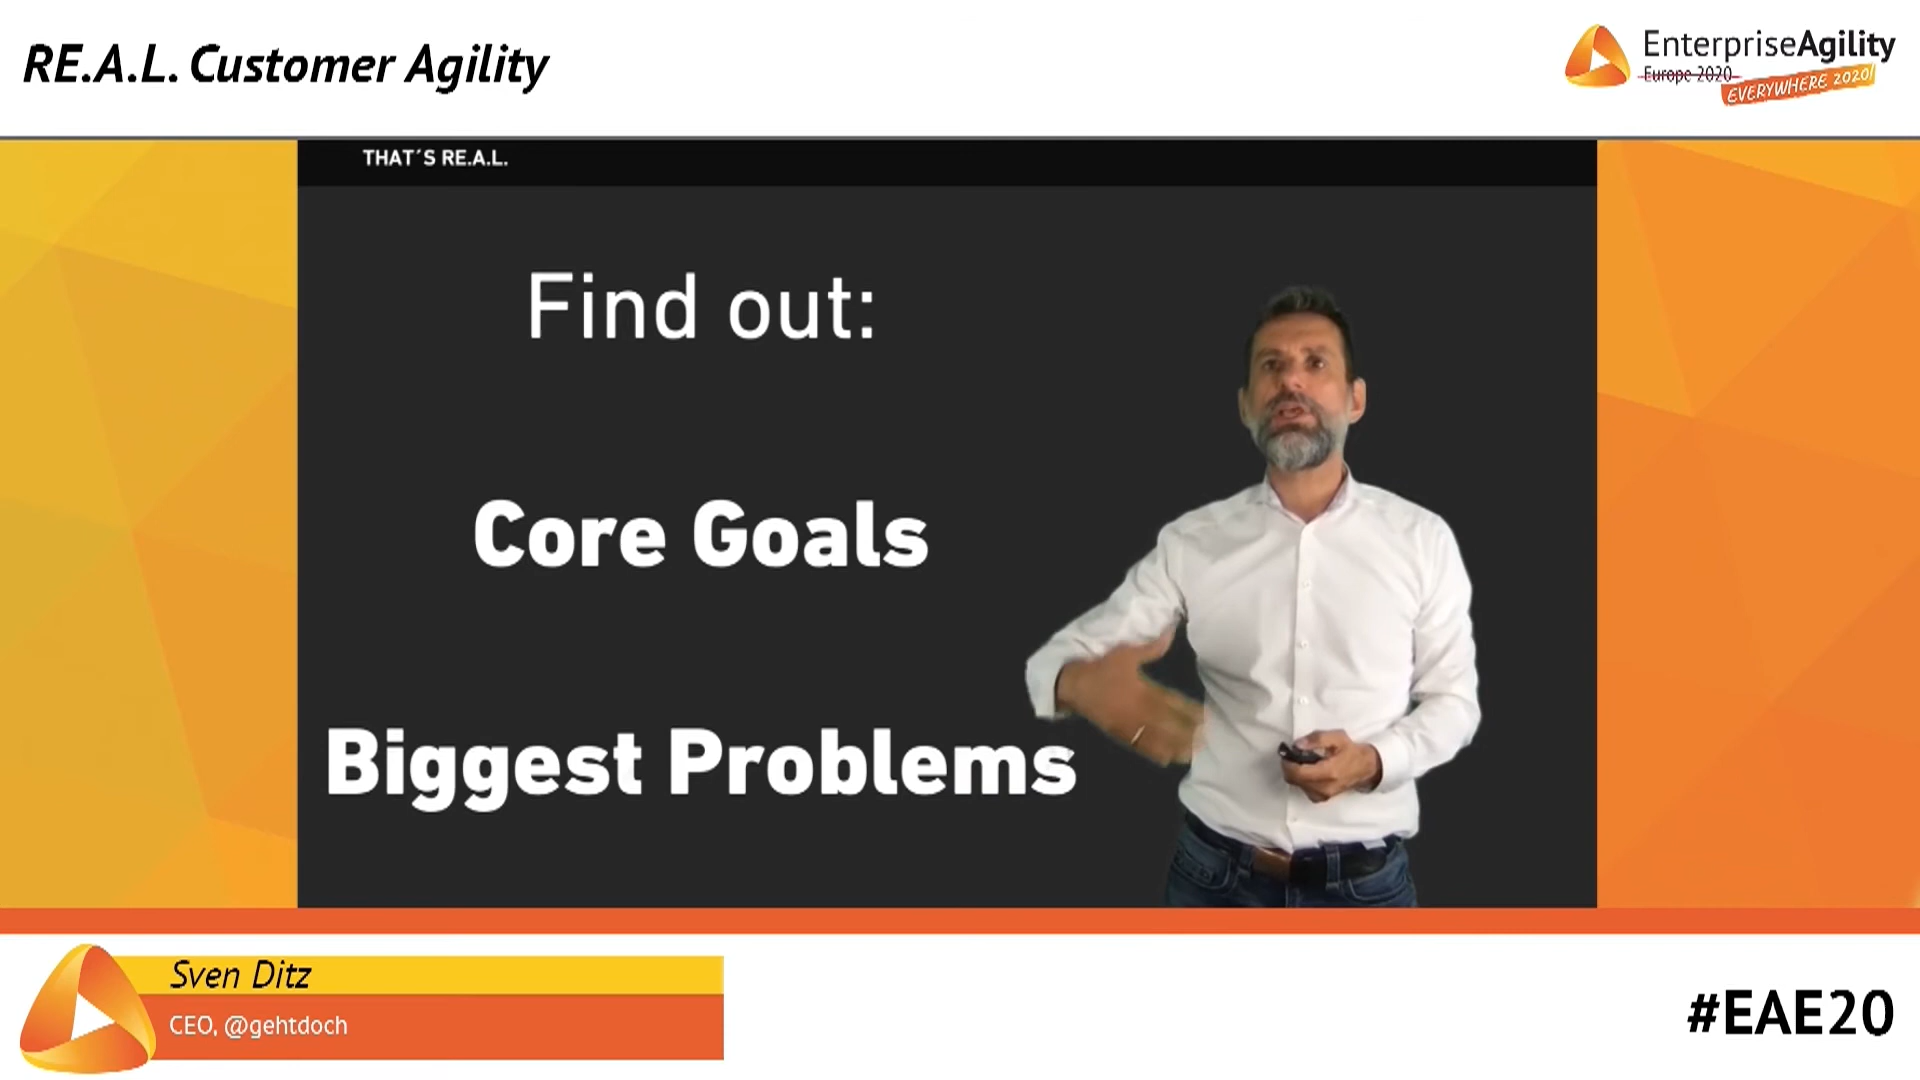 RE.A.L. Customer Agility
EnterpriseAgility
Europe 2020
EVERYWHERE 2020!
THAT´S RE.A.L.
Find out:
Core Goals
Biggest Problems
Sven Ditz
CEO, @gehtdoch
#EAE20